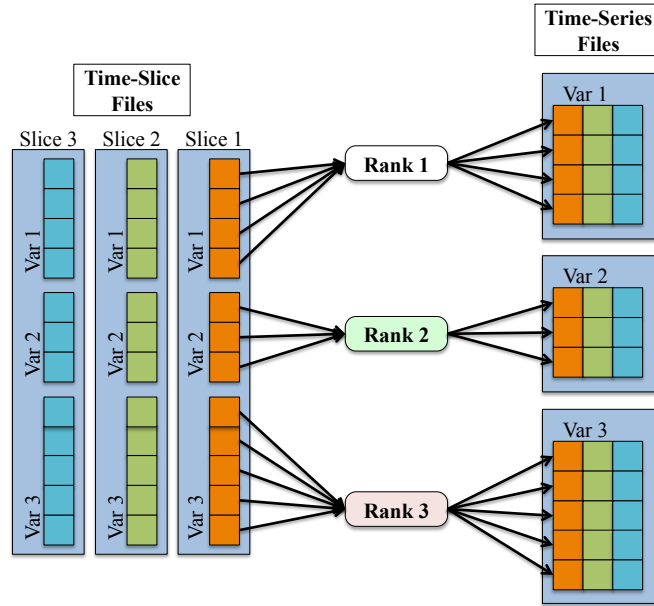 Time-Series
Files
Time-Slice
Files
Slice 3
Slice 2
Slice 1
Var 1
Var 1
Var 1
Rank 1
Var 1
Var 2
Var 2
Var 2
Rank 2
Var 2
Var 3
Var 3
Var 3
Rank 3
Var 3